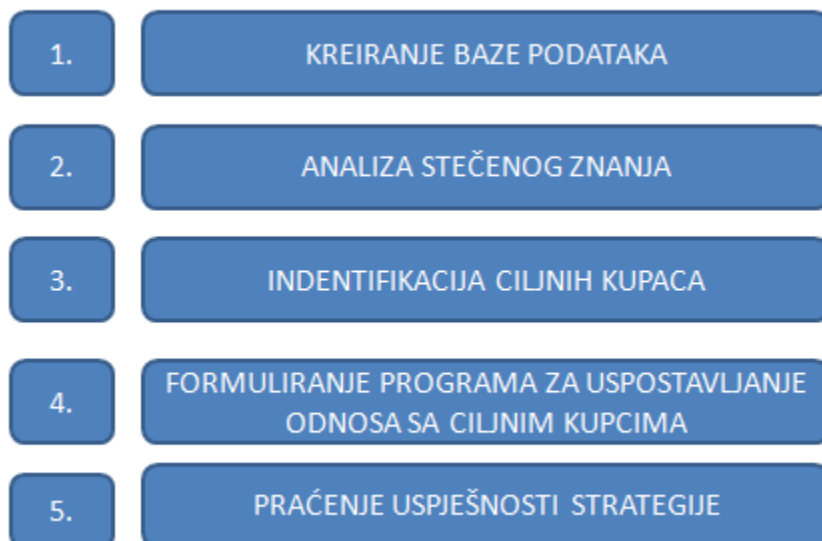 1. KREIRANJE BAZE PODATAKA
2. ANALIZA STEČENOG ZNANJA
3. INDENTIFIKACIJA CILJNIH KUPACA
4. FORMULIRANJE PROGRAMA ZA USPOSTAVLJANJE
ODNOSA SA CILJNIM KUPCIMA
5. PRAĆENJE USPJEŠNOSTI STRATEGIJE